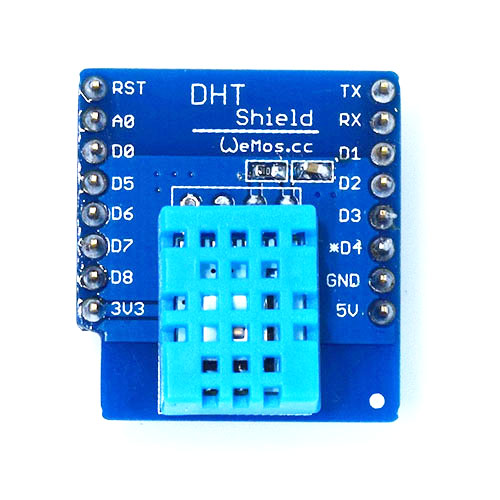 RST
A0
D0
D5
D6
D7
D8
3V3
DHT
Shield
WeMos.cc
TX
RX
D1
D2
D3
*D4
GND
5V